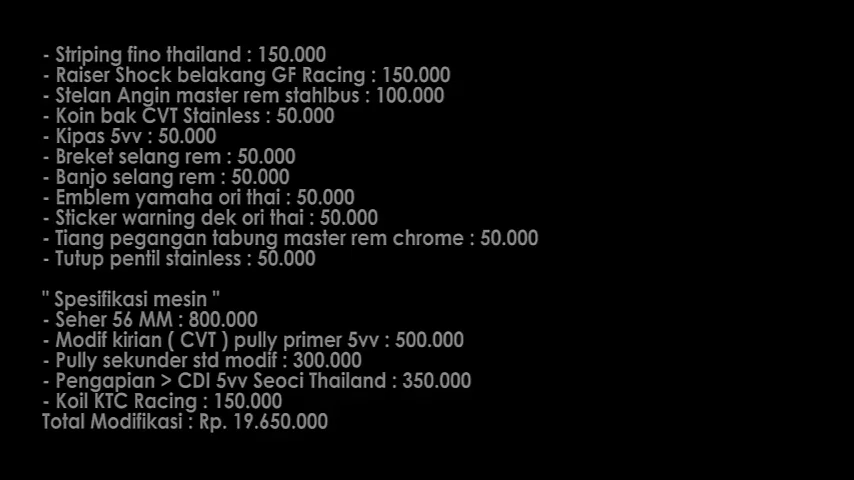 - Striping fino thailand : 150.000
- Raiser Shock belakang GF Racing : 150.000
- Stelan Angin master rem stahlbus : 100.000
- Koin bak CVT Stainless : 50.000
- Kipas 5vv : 50.000
- Breket selang rem : 50.000
- Banjo selang rem : 50.000
- Emblem yamaha ori thai : 50.000
- Sticker warning dek ori thai : 50.000
- Tiang pegangan tabung master rem chrome : 50.000
- Tutup pentil stainless : 50.000
" Spesifikasi mesin "
- Seher 56 MM : 800.000
- Modif kirian ( CVT ) pully primer 5vv : 500.000
- Pully sekunder std modif : 300.000
- Pengapian > CDI 5vv Seoci Thailand : 350.000
- Koil KTC Racing : 150.000
Total Modifikasi : Rp. 19.650.000